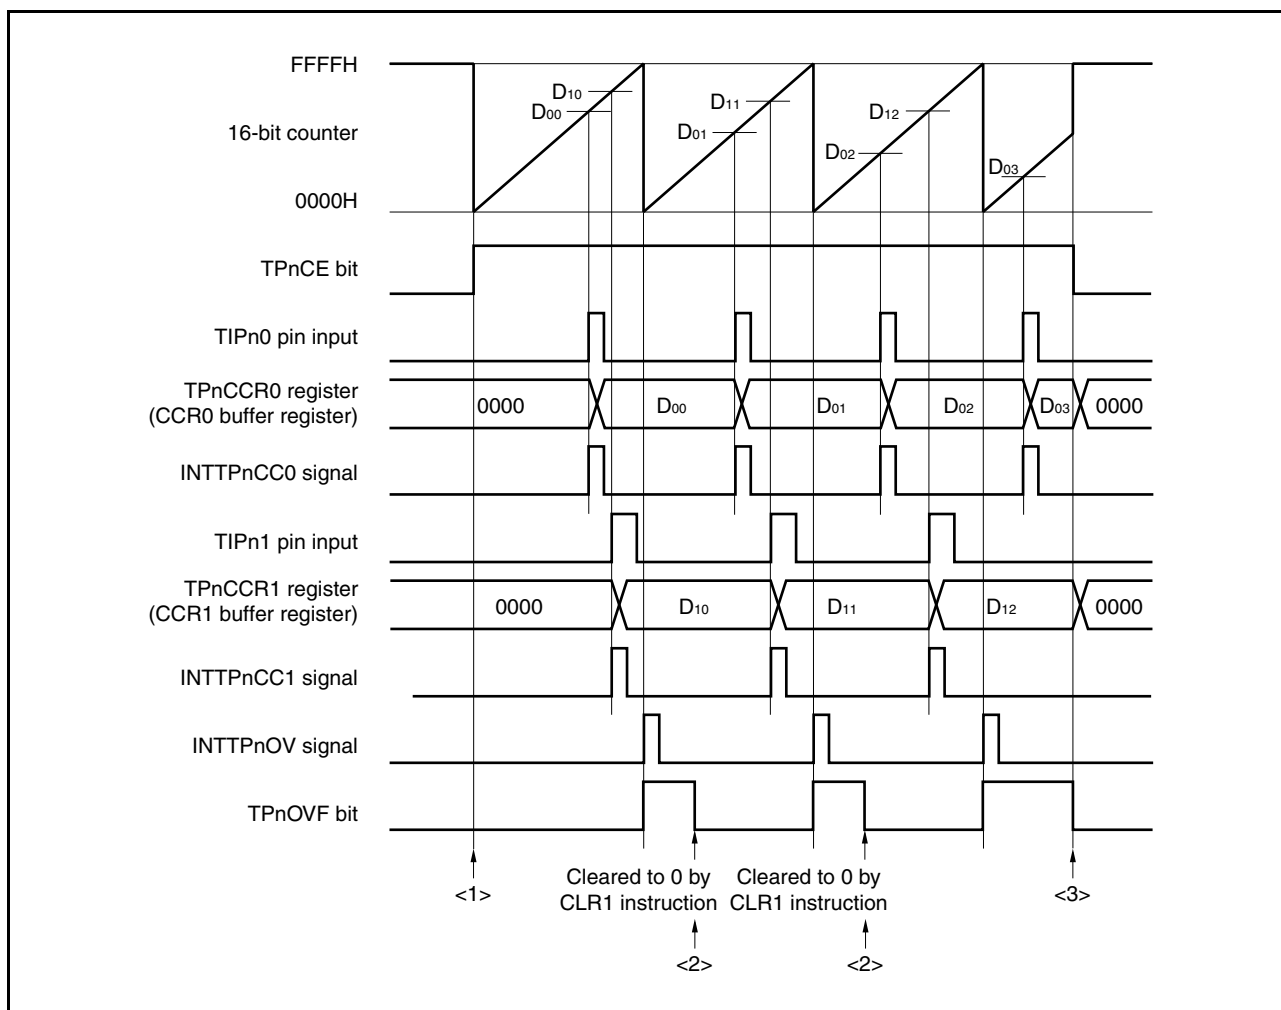 FFFFH
D10
D00
D11
D01
D12
D02
D03
16-bit counter
0000H
TPnCE bit
TIPn0 pin input
TPnCCR0 register
(CCR0 buffer register)
0000 D00 D01 D02 D03 0000
INTTPnCC0 signal
TIPn1 pin input
TPnCCR1 register
(CCR1 buffer register)
0000 D10 D11 D12 0000
INTTPnCC1 signal
INTTPnOV signal
TPnOVF bit
<1>
Cleared to 0 by
CLR1 instruction
<2>
Cleared to 0 by
CLR1 instruction
<2>
<3>